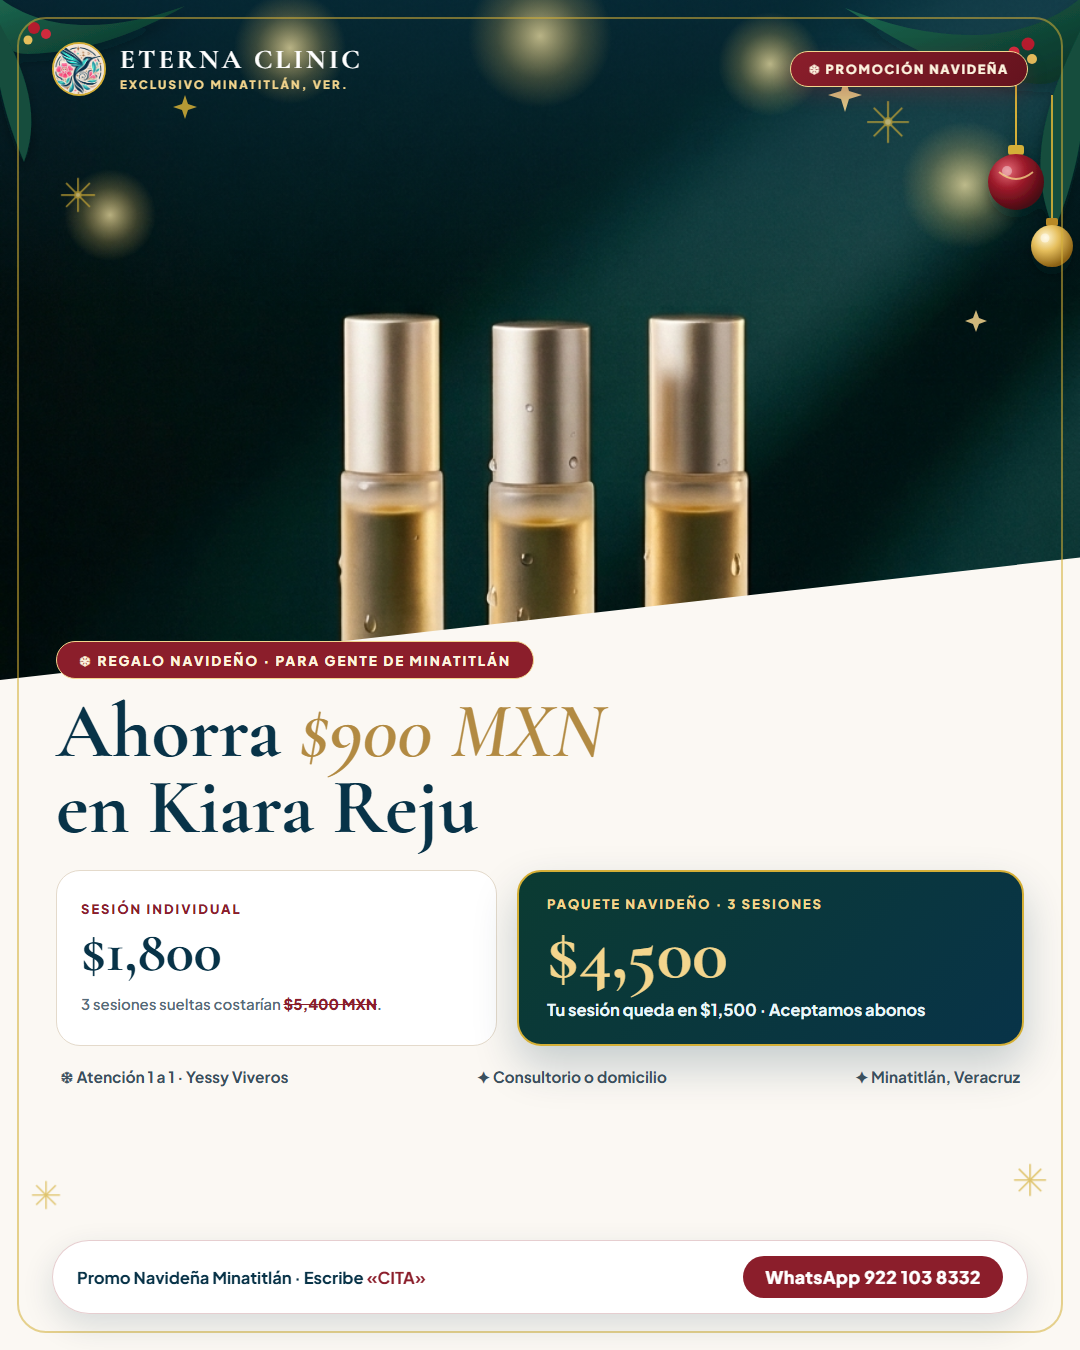 ETERNA CLINIC
EXCLUSIVO MINATITLÁN, VER.
❄ PROMOCIÓN NAVIDEÑA
❄ REGALO NAVIDEÑO · PARA GENTE DE MINATITLÁN
Ahorra $900 MXN
en Kiara Reju
SESIÓN INDIVIDUAL
$1,800
3 sesiones sueltas costarían $5,400 MXN.
PAQUETE NAVIDEÑO · 3 SESIONES
$4,500
Tu sesión queda en $1,500 · Aceptamos abonos
❄ Atención 1 a 1 · Yessy Viveros
✦ Consultorio o domicilio
✦ Minatitlán, Veracruz
Promo Navideña Minatitlán · Escribe «CITA»
WhatsApp 922 103 8332